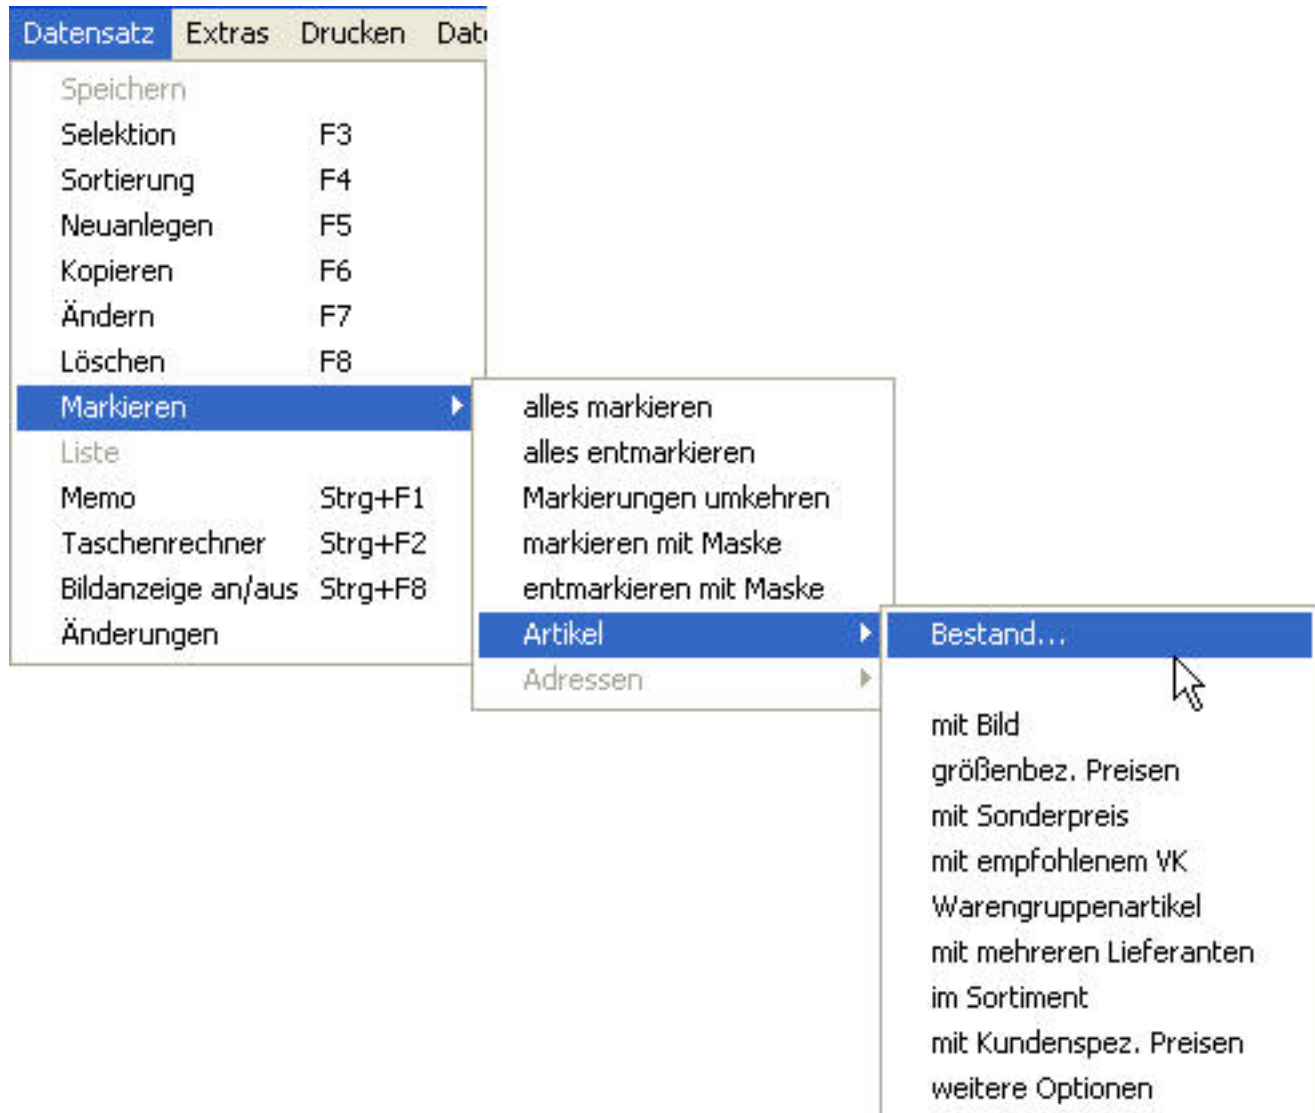 Datensatz Extras Drucken
Speichern
Selektion F3
Sortierung F4
Neuanlegen F5
Kopieren F6
Ändern F7
Löschen F8
Markieren
Liste
Memo Strg+F1
Taschenrechner Strg+F2
Bildanzeige an/aus Strg+F8
Änderungen
alles markieren
alles entmarkieren
Markierungen umkehren
markieren mit Maske
entmarkieren mit Maske
Artikel
Adressen
Bestand...
mit Bild
größenbez. Preisen
mit Sonderpreis
mit empfohlenem VK
Warengruppenartikel
mit mehreren Lieferanten
im Sortiment
mit Kundenspez. Preisen
weitere Optionen